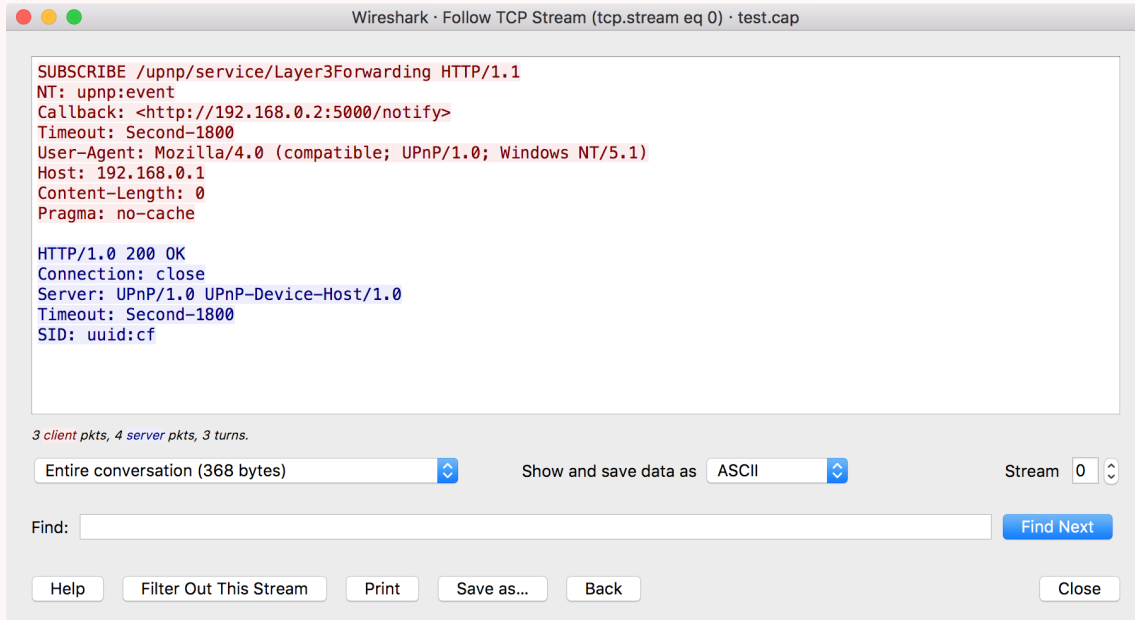 Wireshark · Follow TCP Stream (tcp.stream eq 0) · test.cap
SUBSCRIBE /upnp/service/Layer3Forwarding HTTP/1.1
NT: upnp:event
Callback: <http://192.168.0.2:5000/notify>
Timeout: Second-1800
User-Agent: Mozilla/4.0 (compatible; UPnP/1.0; Windows NT/5.1)
Host: 192.168.0.1
Content-Length: 0
Pragma: no-cache
HTTP/1.0 200 OK
Connection: close
Server: UPnP/1.0 UPnP-Device-Host/1.0
Timeout: Second-1800
SID: uuid:cf
3 client pkts, 4 server pkts, 3 turns.
Entire conversation (368 bytes) Show and save data as ASCII Stream 0
Find: Find Next
Help Filter Out This Stream Print Save as... Back Close